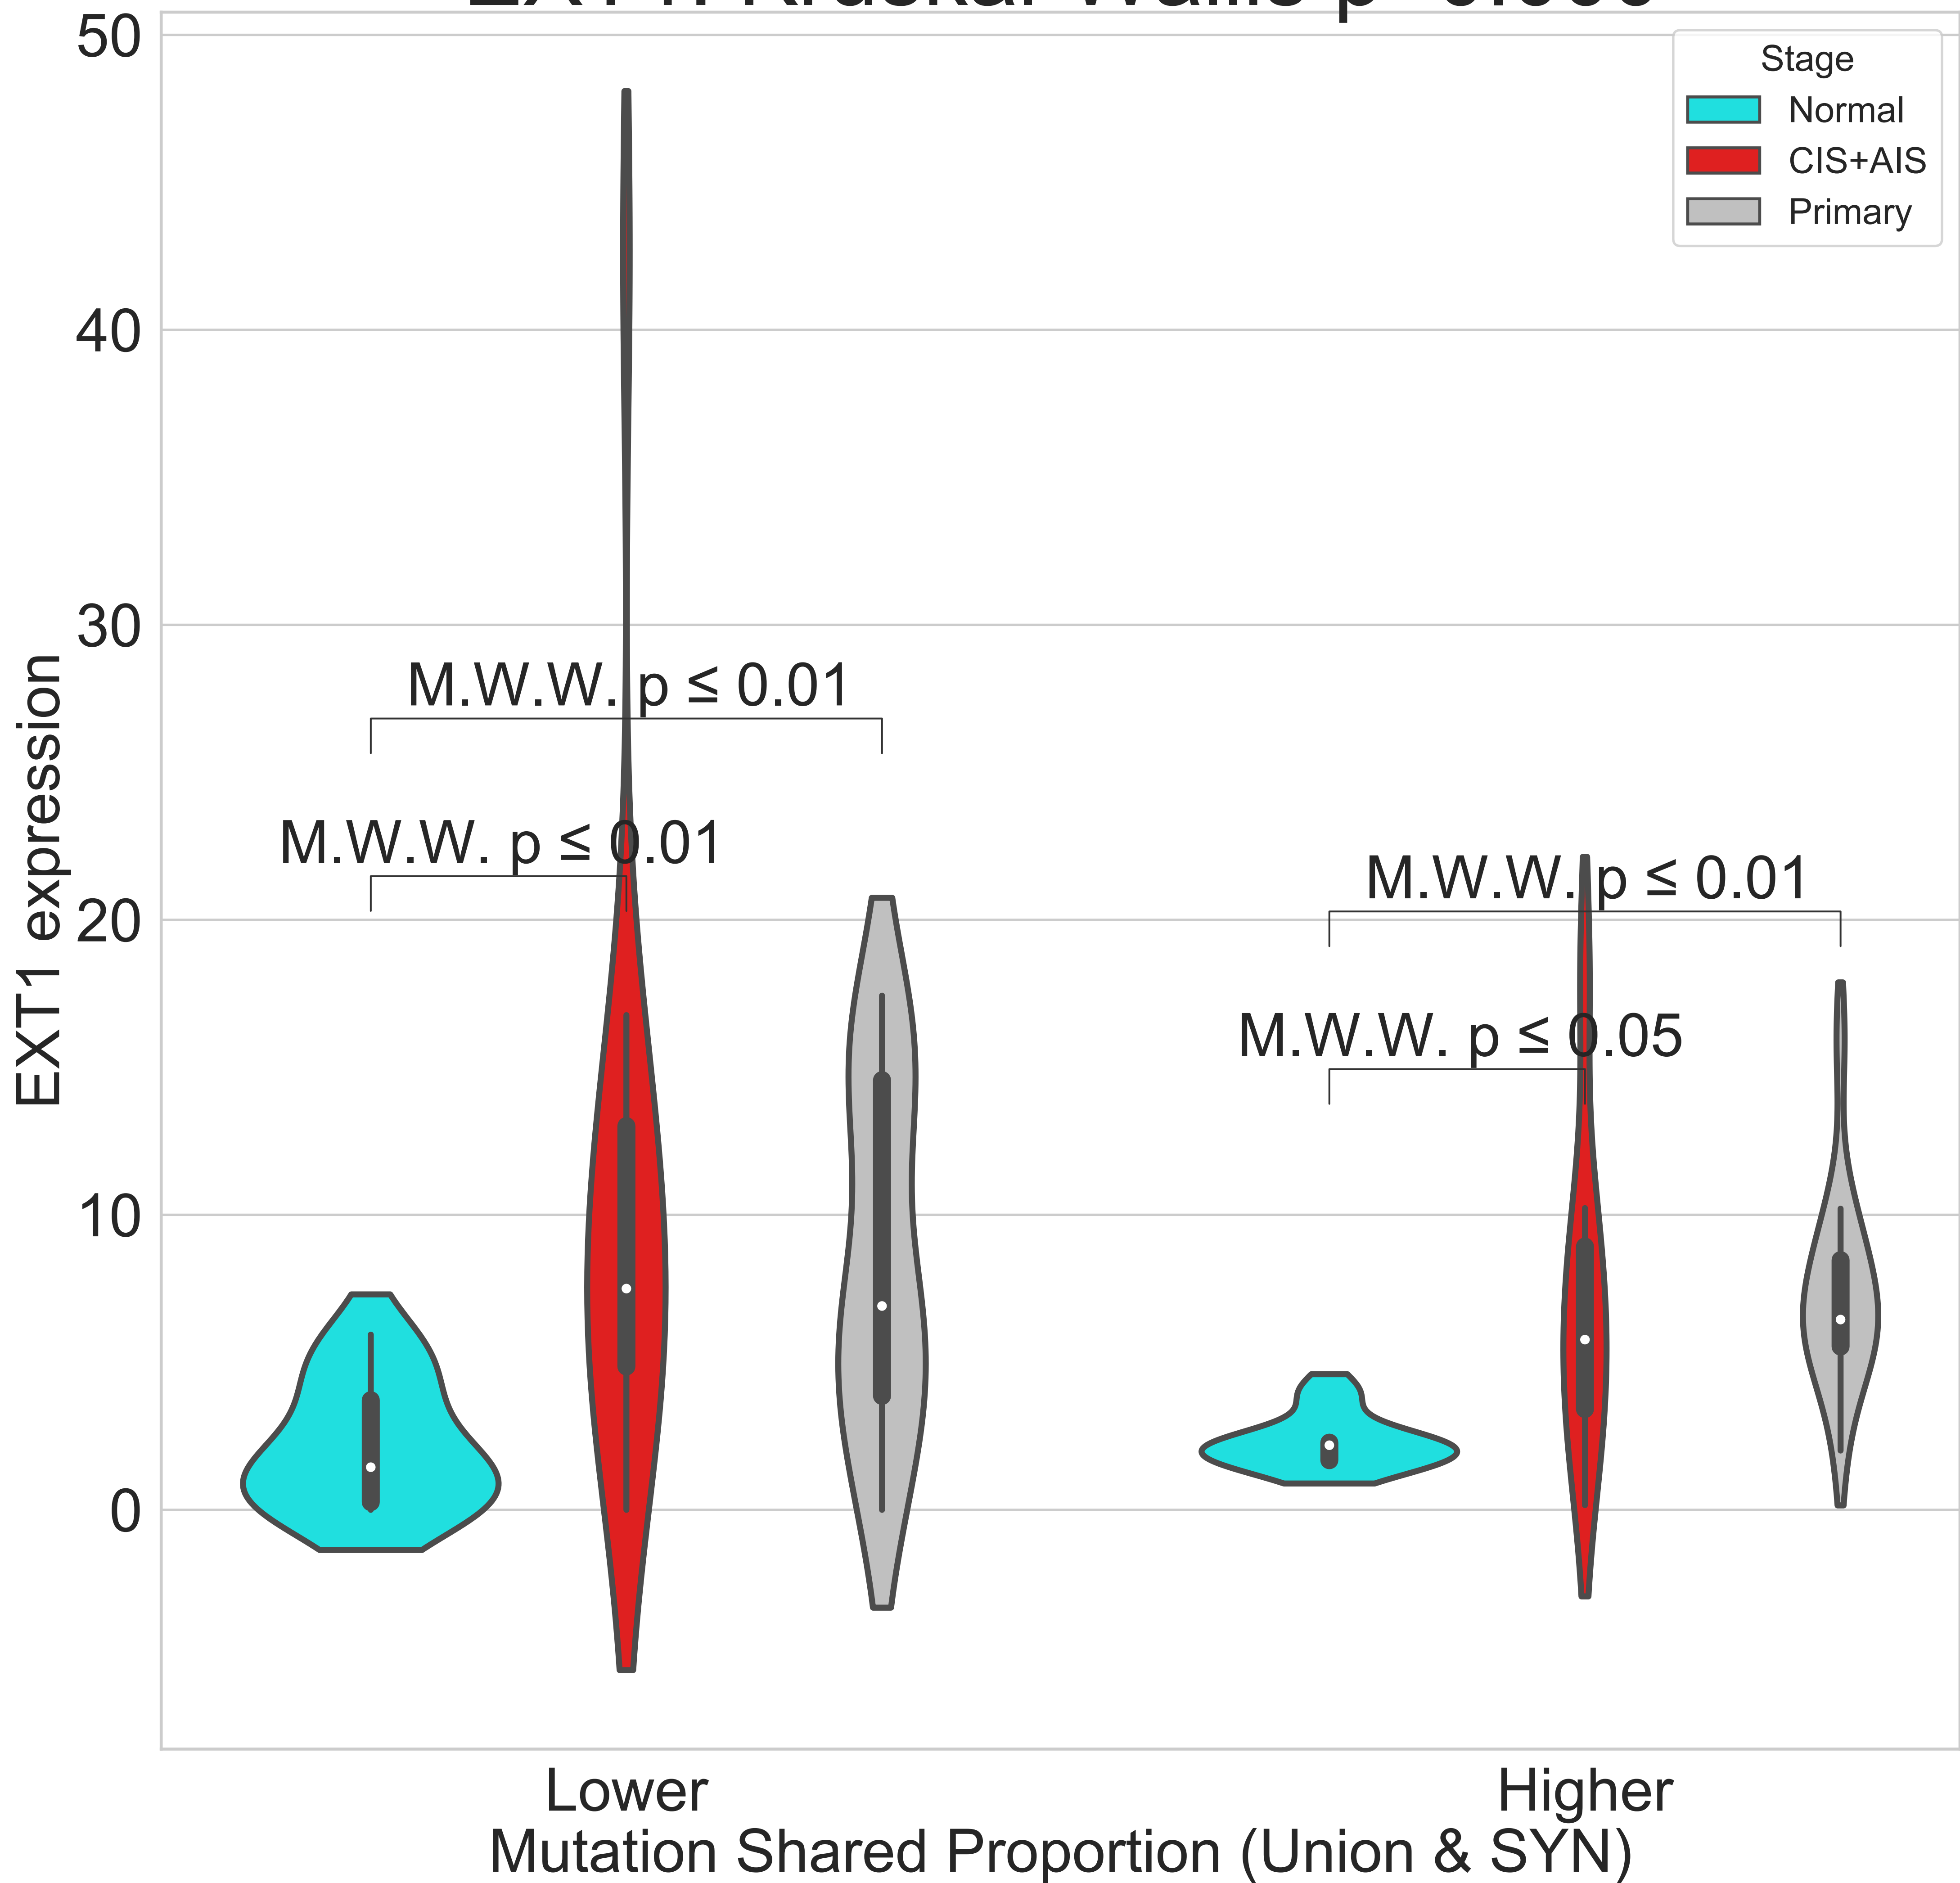 50
40
30
20
10
0
EXT1 expression
Stage
Normal
CIS+AIS
Primary
M.W.W. p ≤ 0.01
M.W.W. p ≤ 0.01
M.W.W. p ≤ 0.01
M.W.W. p ≤ 0.05
Lower
Higher
Mutation Shared Proportion (Union & SYN)